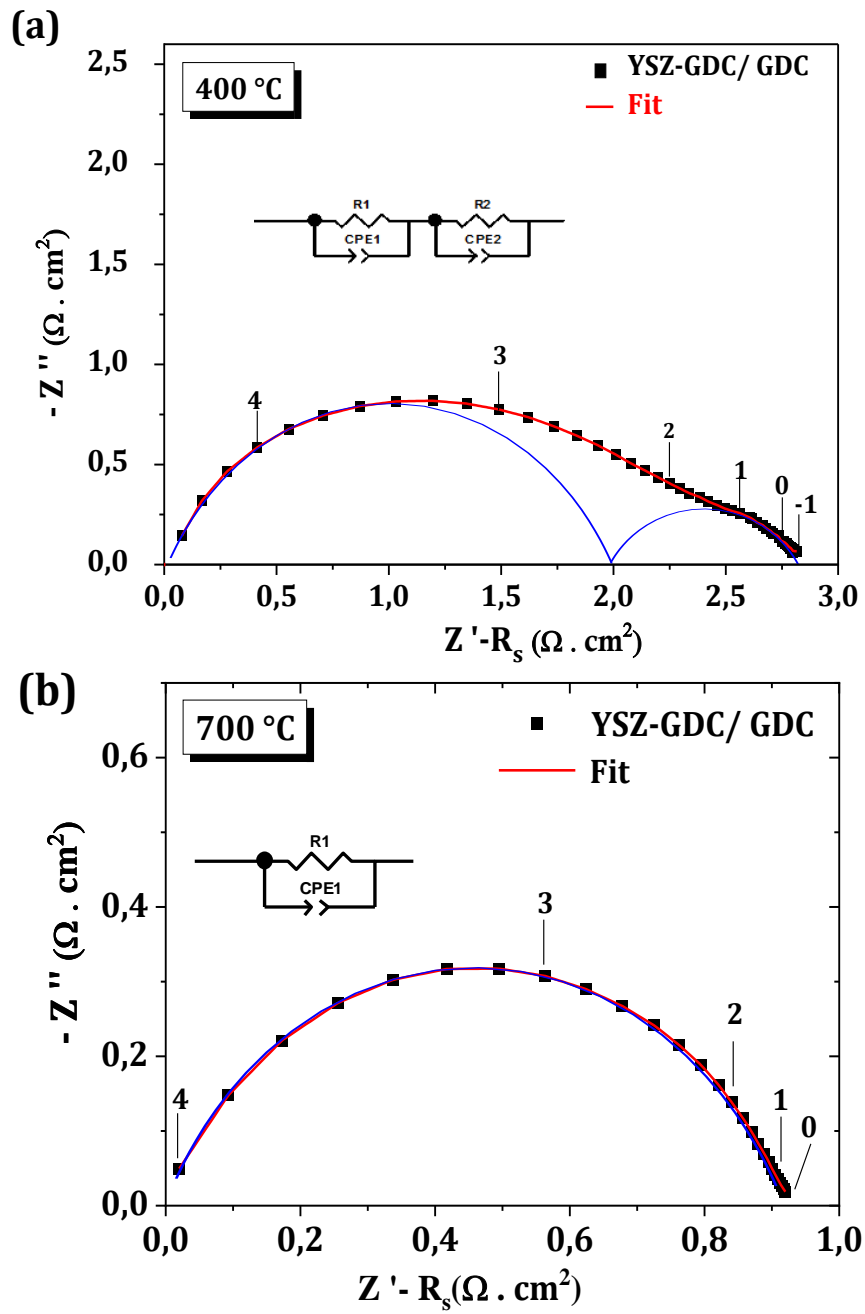 (a)
400 °C
YSZ-GDC/ GDC
Fit
R1
R2
CPE1
CPE2
2,5
2,0
1,5
1,0
0,5
0,0
- Z '' (Ω . cm²)
4
3
2
1
0
-1
0,0 0,5 1,0 1,5 2,0 2,5 3,0
Z '-Rₛ (Ω . cm²)
(b)
700 °C
YSZ-GDC/ GDC
Fit
R1
CPE1
0,6
0,4
0,2
0,0
- Z '' (Ω . cm²)
4
3
2
1
0
0,0 0,2 0,4 0,6 0,8 1,0
Z '- Rₛ(Ω . cm²)